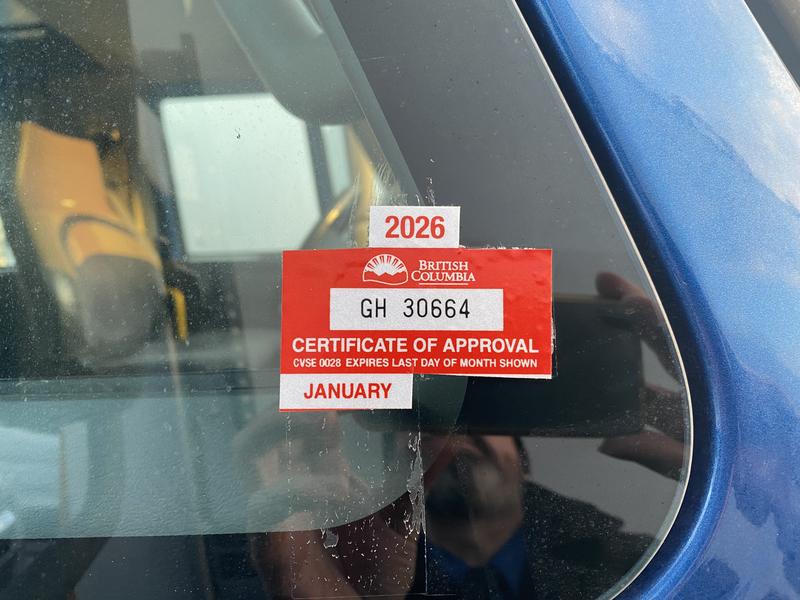 2026
BRITISH
COLUMBIA
GH 30664
CERTIFICATE OF APPROVAL
CVSE 0028 EXPIRES LAST DAY OF MONTH SHOWN
JANUARY